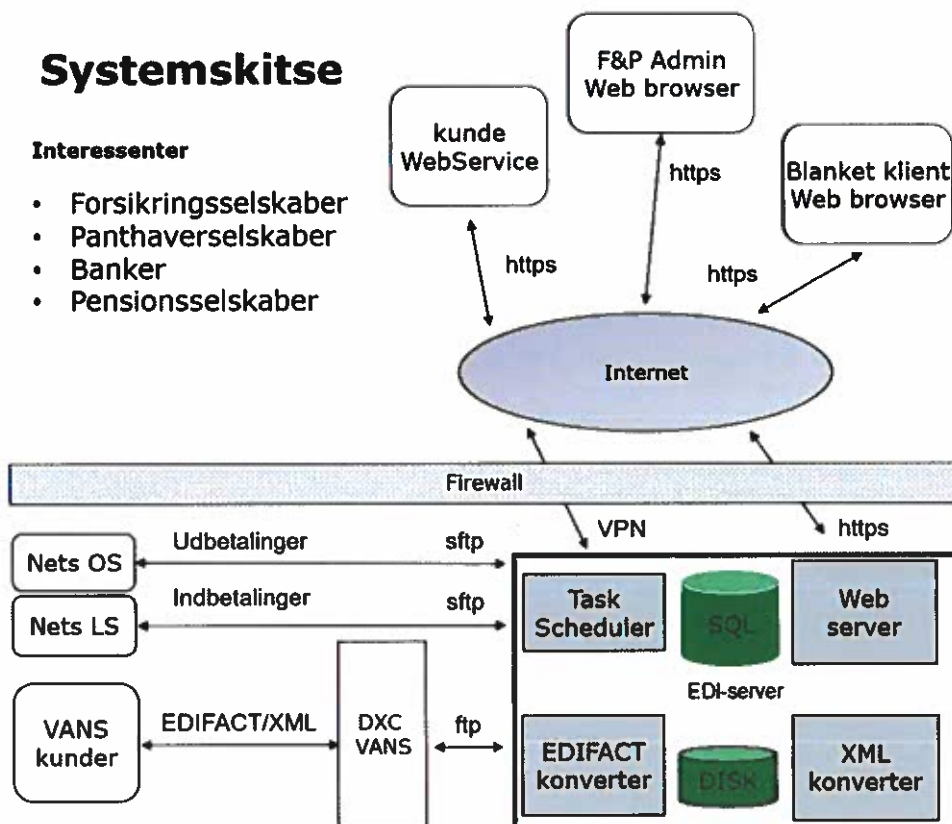 Systemskitse
Interessenter
• Forsikringsselskaber
• Panthaverselskaber
• Banker
• Pensionsselskaber
kunde
WebService
F&P Admin
Web browser
Blanket klient
Web browser
https
https
https
Internet
Firewall
VPN
https
Nets OS
Udbetalinger
sftp
Nets LS
Indbetalinger
sftp
VANS
kunder
EDIFACT/XML
DXC
VANS
ftp
Task
Scheduler
SQL
Web
server
EDI-server
EDIFACT
konverter
DISK
XML
konverter